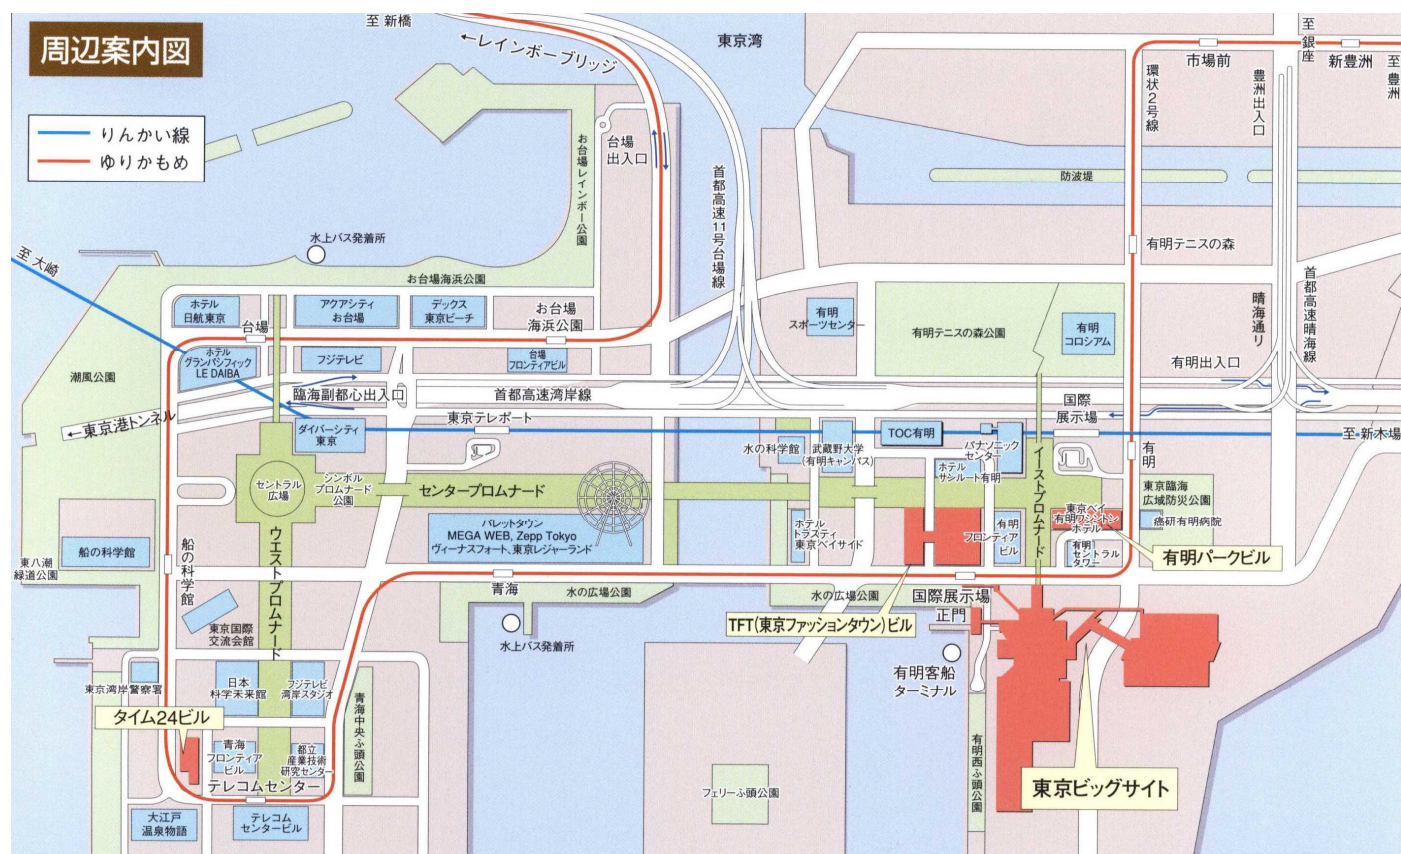 周辺案内図
りんかい線
ゆりかもめ
至 新橋
←レインボーブリッジ
東京湾
市場前
至 銀座
新豊洲
至 豊洲
環状2号線
豊洲出入口
台場
出入口
お台場レインボー公園
首都高速11号台場線
防波堤
有明テニスの森
水上バス発着所
至 大崎
お台場海浜公園
ホテル
日航東京
アクアシティ
お台場
デックス
東京ビーチ
お台場
海浜公園
台場
ホテル
グランパシフィック
LE DAIBA
フジテレビ
台場
フロンティアビル
有明
スポーツセンター
有明テニスの森公園
有明
コロシアム
晴海通り
首都高速晴海線
有明出入口
潮風公園
臨海副都心出入口
首都高速湾岸線
国際
展示場
←東京港トンネル
ダイバーシティ
東京
東京テレポート
水の科学館
武蔵野大学
(有明キャンパス)
TOC有明
パナソニック
センター
至 新木場
ホテル
サンルート有明
イーストプロムナード
有明
セントラル
広場
シンボル
プロムナード
公園
センタープロムナード
東京臨海
広域防災公園
パレットタウン
MEGA WEB, Zepp Tokyo
ヴィーナスフォート、東京レジャーランド
ホテル
トラスティ
東京ベイサイド
有明
フロンティア
ビル
東京ベイ
有明ワシントン
ホテル
癌研有明病院
有明
セントラル
タワー
有明パークビル
船の科学館
東八潮
緑道公園
船の科学館
ウエストプロムナード
青海
水の広場公園
水の広場公園
国際展示場
正門
TFT(東京ファッションタウン)ビル
東京国際
交流会館
水上バス発着所
有明客船
ターミナル
東京湾岸警察署
日本
科学未来館
フジテレビ
湾岸スタジオ
青海中央ふ頭公園
タイム24ビル
青海
フロンティア
ビル
都立
産業技術
研究センター
テレコムセンター
有明西ふ頭公園
フェリーふ頭公園
東京ビッグサイト
大江戸
温泉物語
テレコム
センタービル